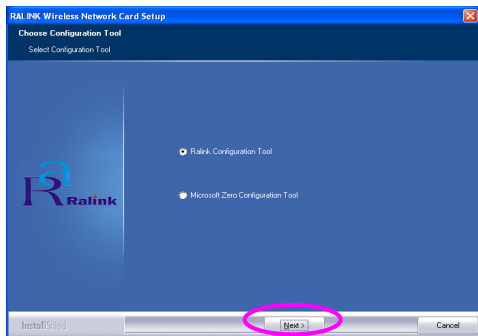 RALINK Wireless Network Card Setup
Choose Configuration Tool
Select Configuration Tool
Ralink Configuration Tool
Microsoft Zero Configuration Tool
Ralink
InstallShield
Next >
Cancel